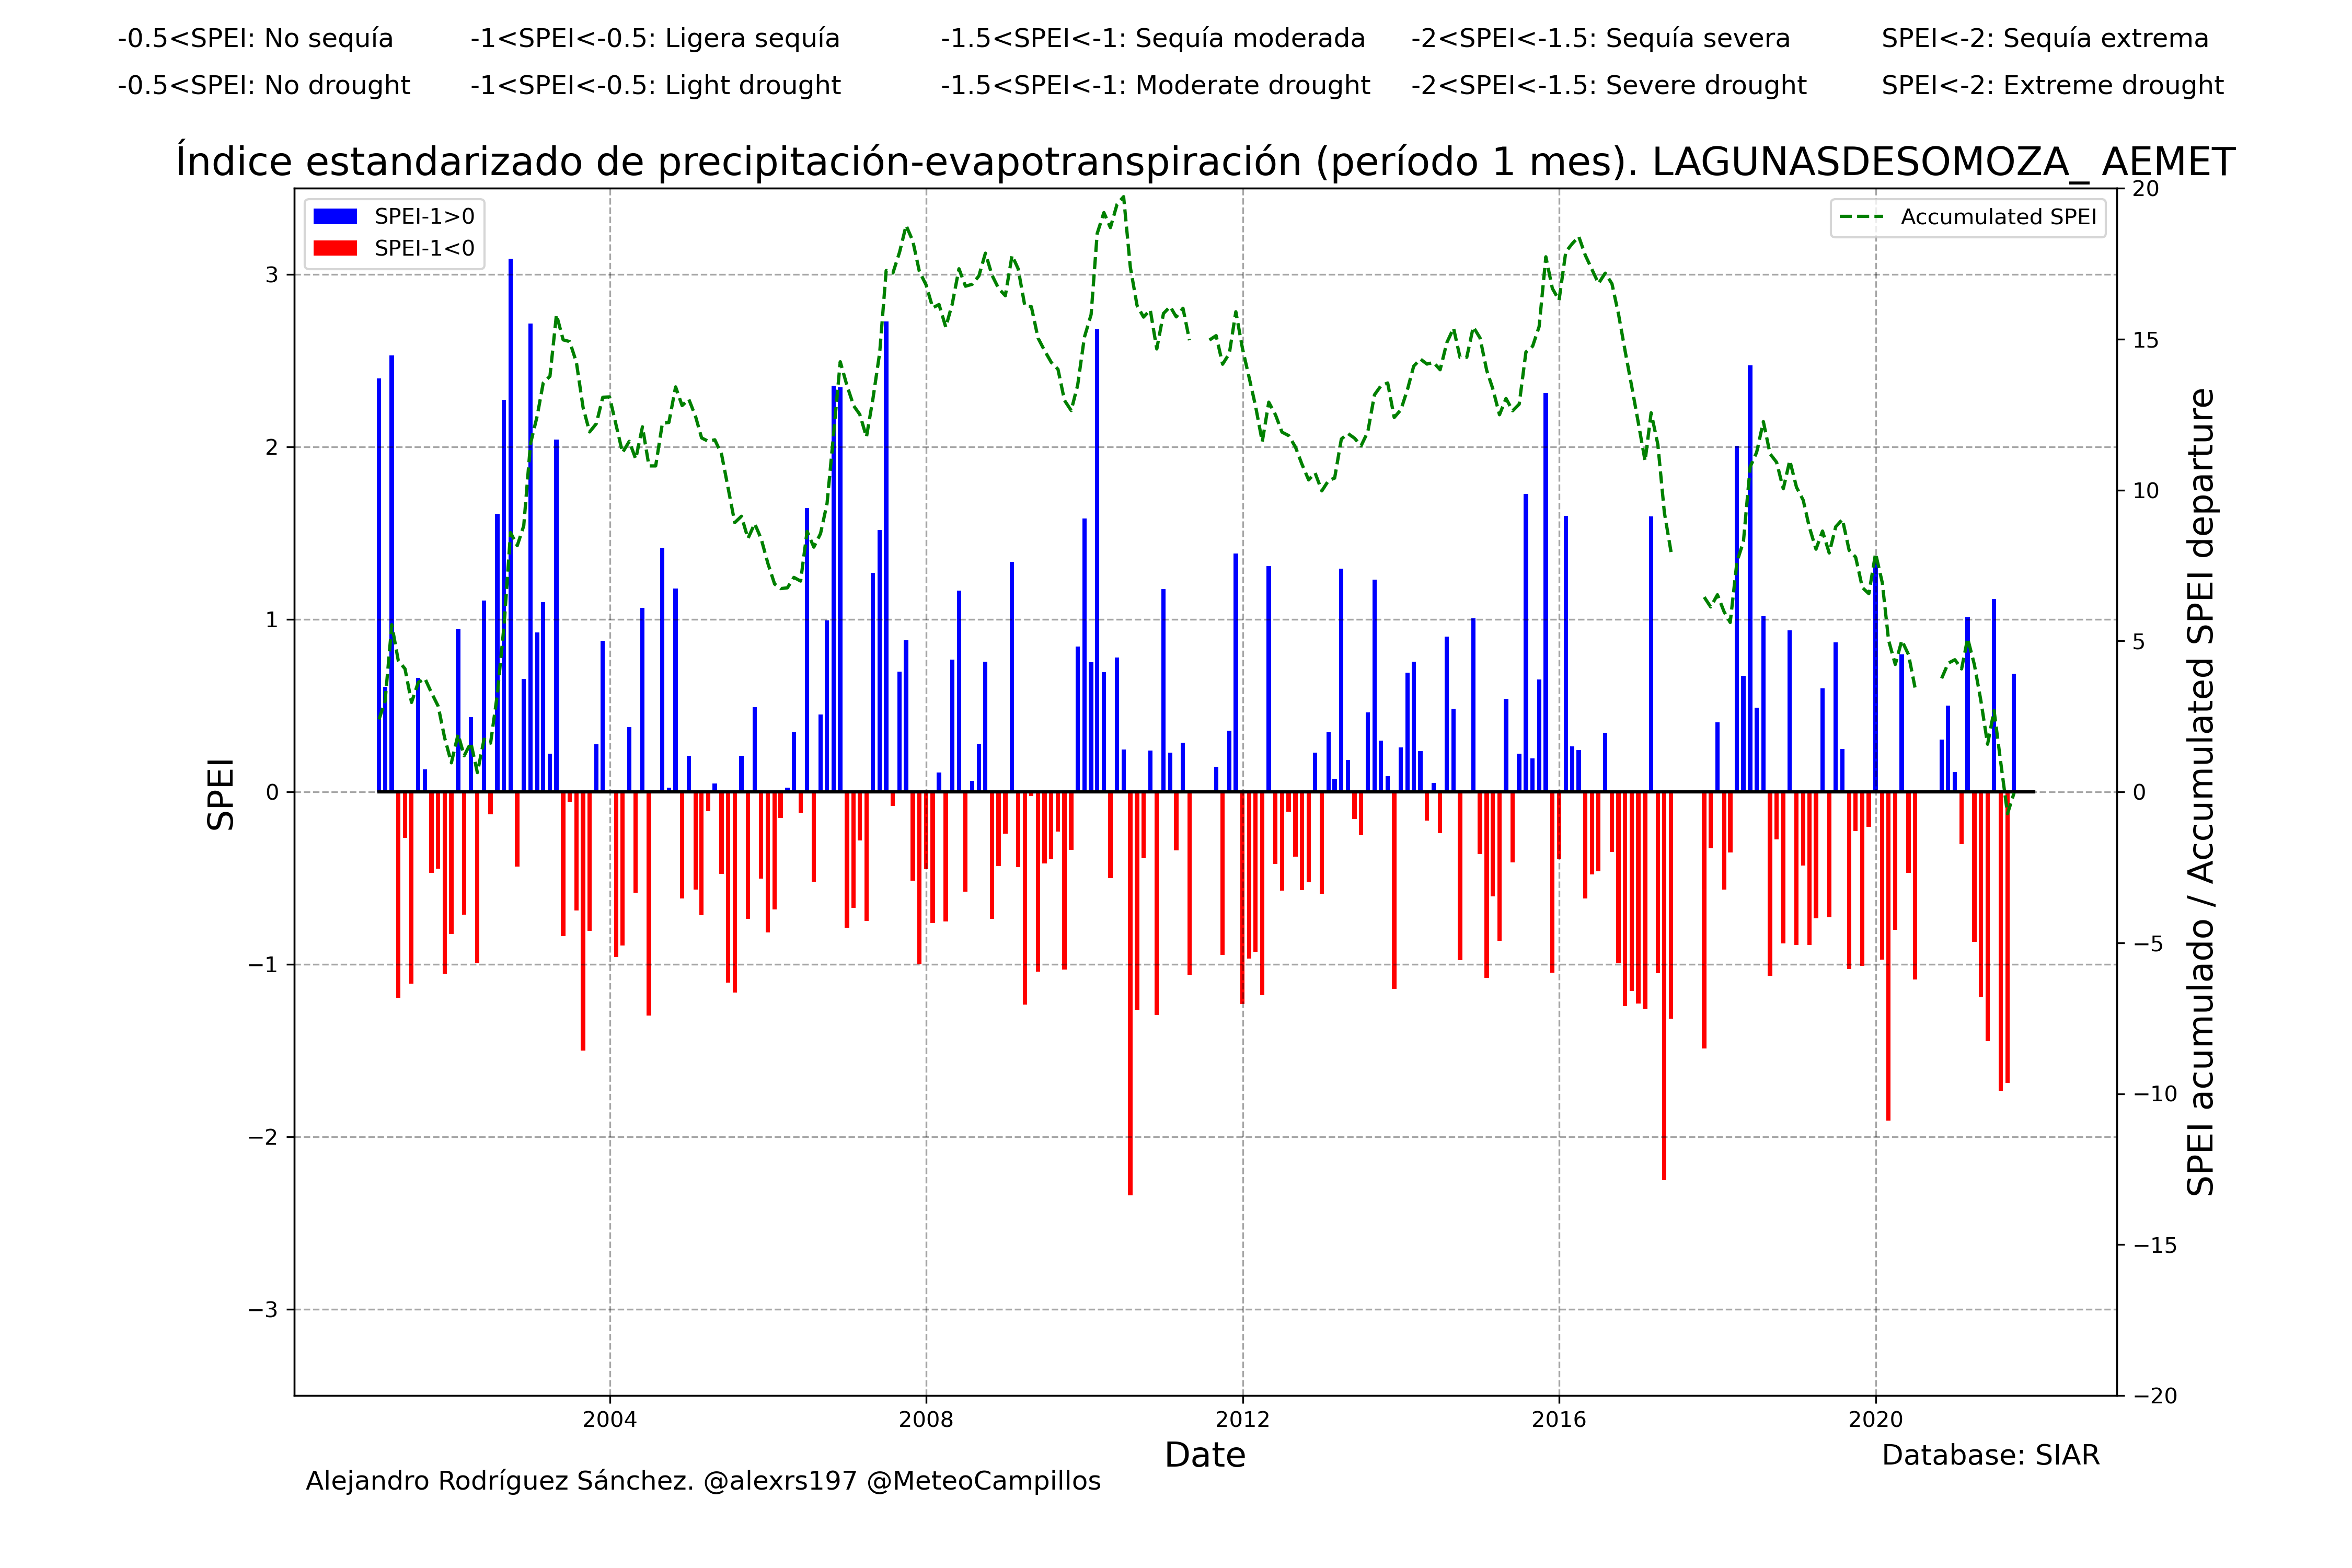 -0.5<SPEI: No sequía -1<SPEI<-0.5: Ligera sequía -1.5<SPEI<-1: Sequía moderada -2<SPEI<-1.5: Sequía severa SPEI<-2: Sequía extrema
-0.5<SPEI: No drought -1<SPEI<-0.5: Light drought -1.5<SPEI<-1: Moderate drought -2<SPEI<-1.5: Severe drought SPEI<-2: Extreme drought
Índice estandarizado de precipitación-evapotranspiración (período 1 mes). LAGUNASDESOMOZA_ AEMET
SPEI-1>0
SPEI-1<0
Accumulated SPEI
SPEI
3
2
1
0
−1
−2
−3
20
15
10
5
0
−5
−10
−15
−20
SPEI acumulado / Accumulated SPEI departure
2004 2008 2012 2016 2020
Date
Database: SIAR
Alejandro Rodríguez Sánchez. @alexrs197 @MeteoCampillos